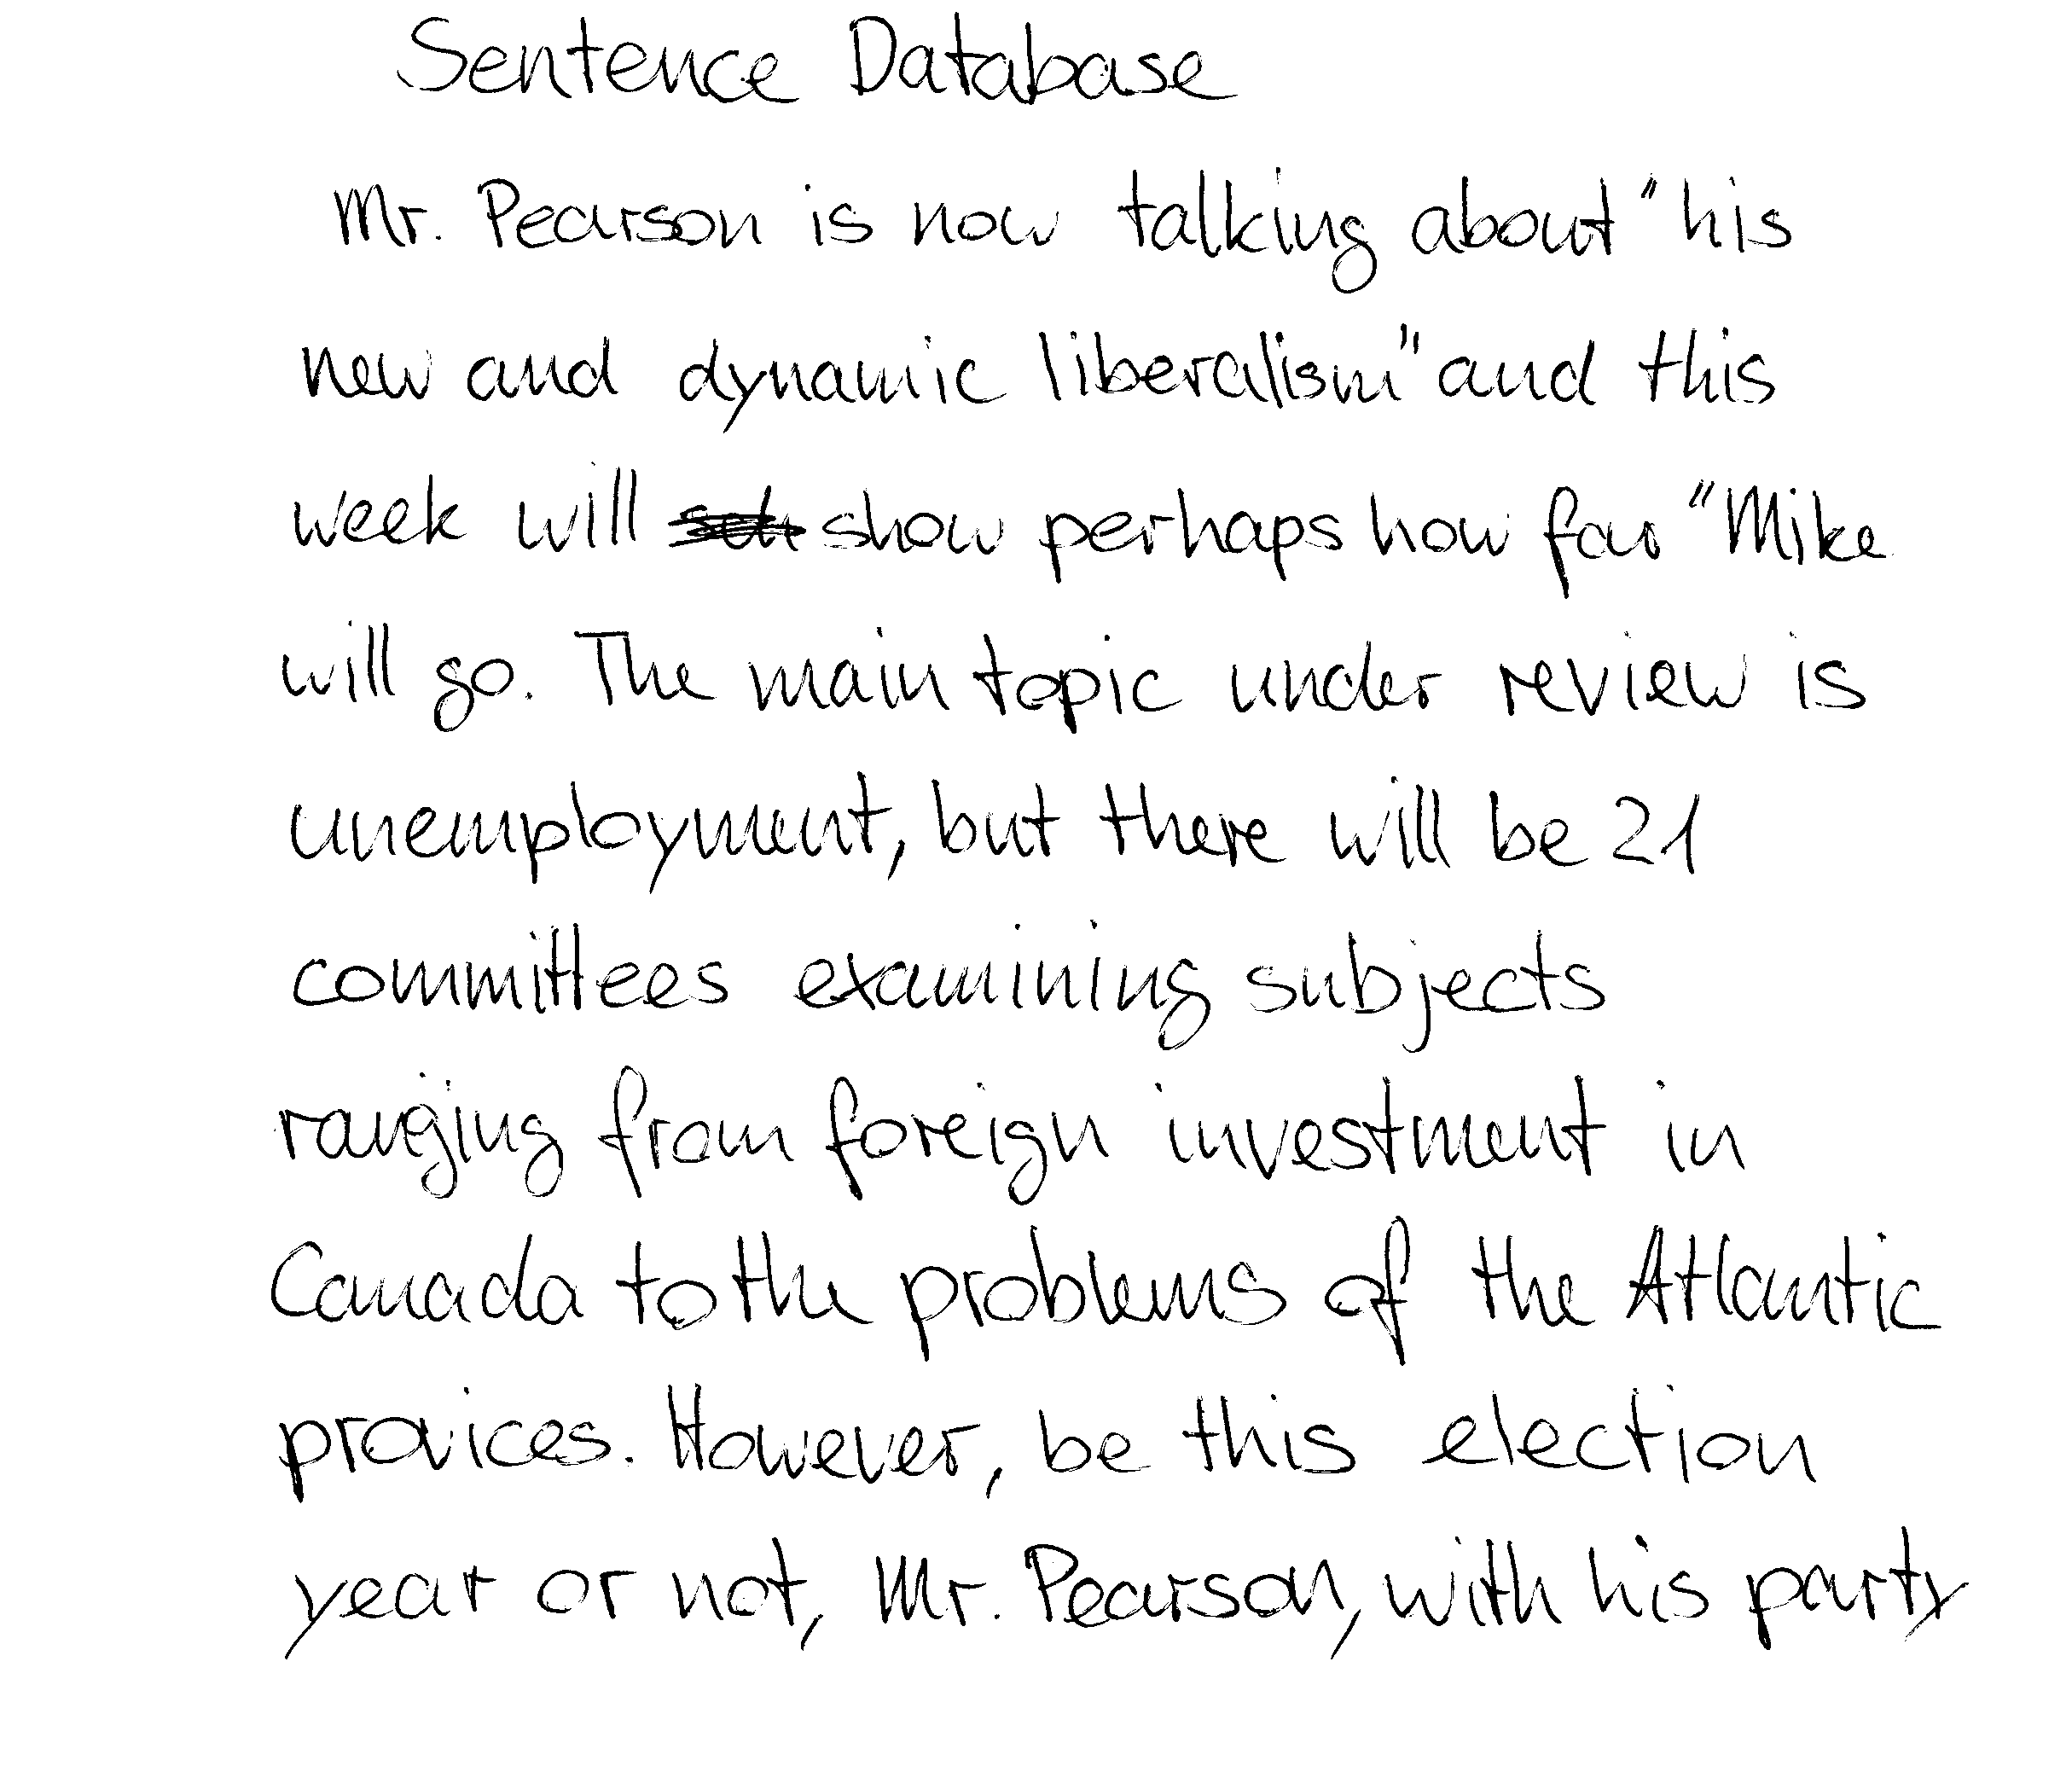 Sentence Database
Mr. Pearson is now talking about "his
new and dynamic liberalism" and this
week will show perhaps how far "Mike
will go. The main topic under review is
unemployment, but there will be 21
committees examining subjects
ranging from foreign investment in
Canada to the problems of the Atlantic
provices. However, be this election
year or not, Mr. Pearson, with his party